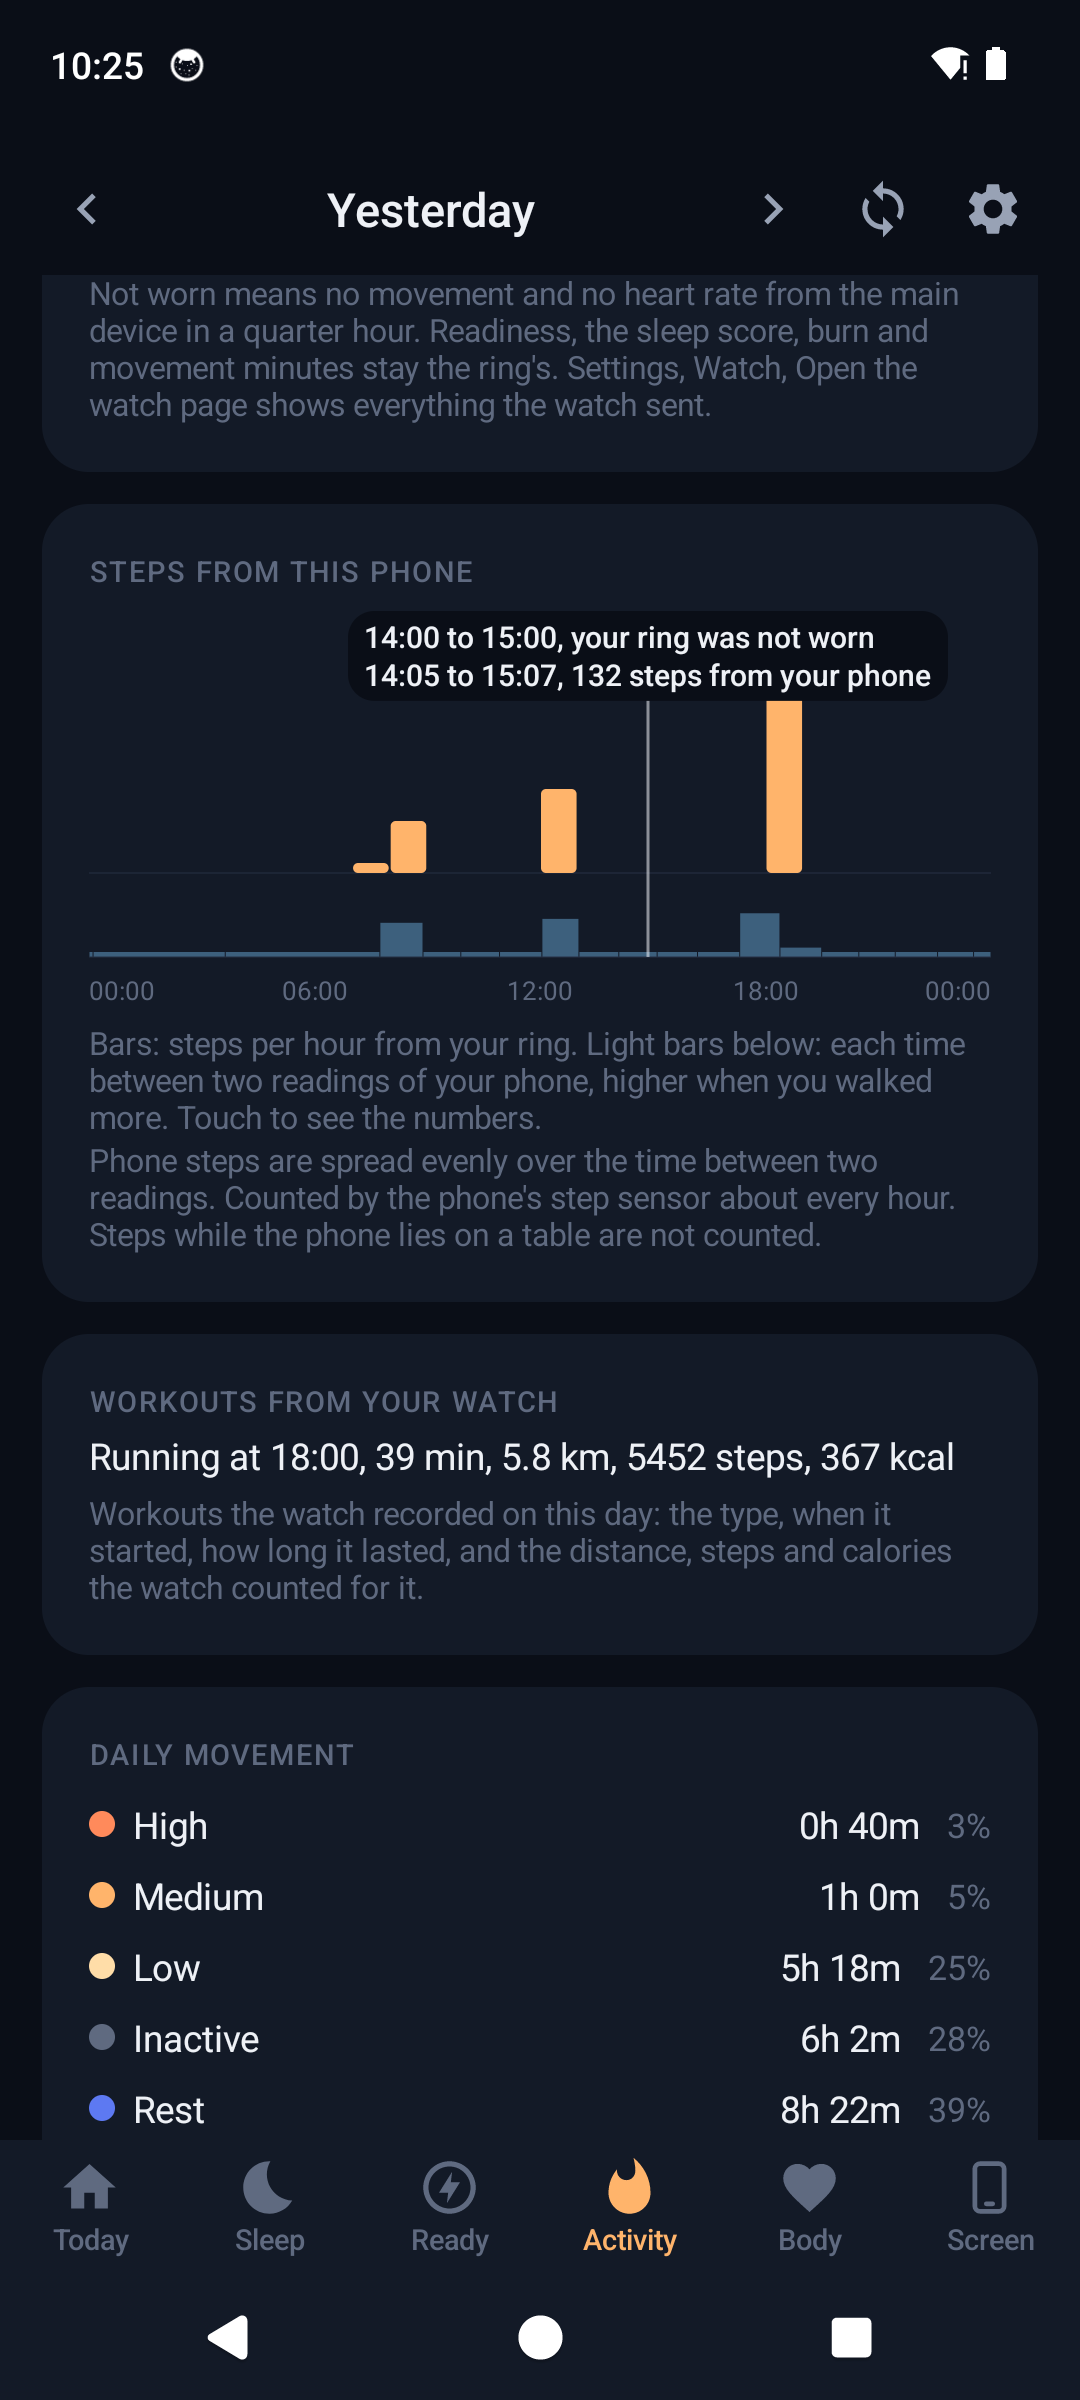 10:25
Yesterday
Not worn means no movement and no heart rate from the main
device in a quarter hour. Readiness, the sleep score, burn and
movement minutes stay the ring's. Settings, Watch, Open the
watch page shows everything the watch sent.
STEPS FROM THIS PHONE
14:00 to 15:00, your ring was not worn
14:05 to 15:07, 132 steps from your phone
00:00 06:00 12:00 18:00 00:00
Bars: steps per hour from your ring. Light bars below: each time
between two readings of your phone, higher when you walked
more. Touch to see the numbers.
Phone steps are spread evenly over the time between two
readings. Counted by the phone's step sensor about every hour.
Steps while the phone lies on a table are not counted.
WORKOUTS FROM YOUR WATCH
Running at 18:00, 39 min, 5.8 km, 5452 steps, 367 kcal
Workouts the watch recorded on this day: the type, when it
started, how long it lasted, and the distance, steps and calories
the watch counted for it.
DAILY MOVEMENT
High 0h 40m 3%
Medium 1h 0m 5%
Low 5h 18m 25%
Inactive 6h 2m 28%
Rest 8h 22m 39%
Today Sleep Ready Activity Body Screen